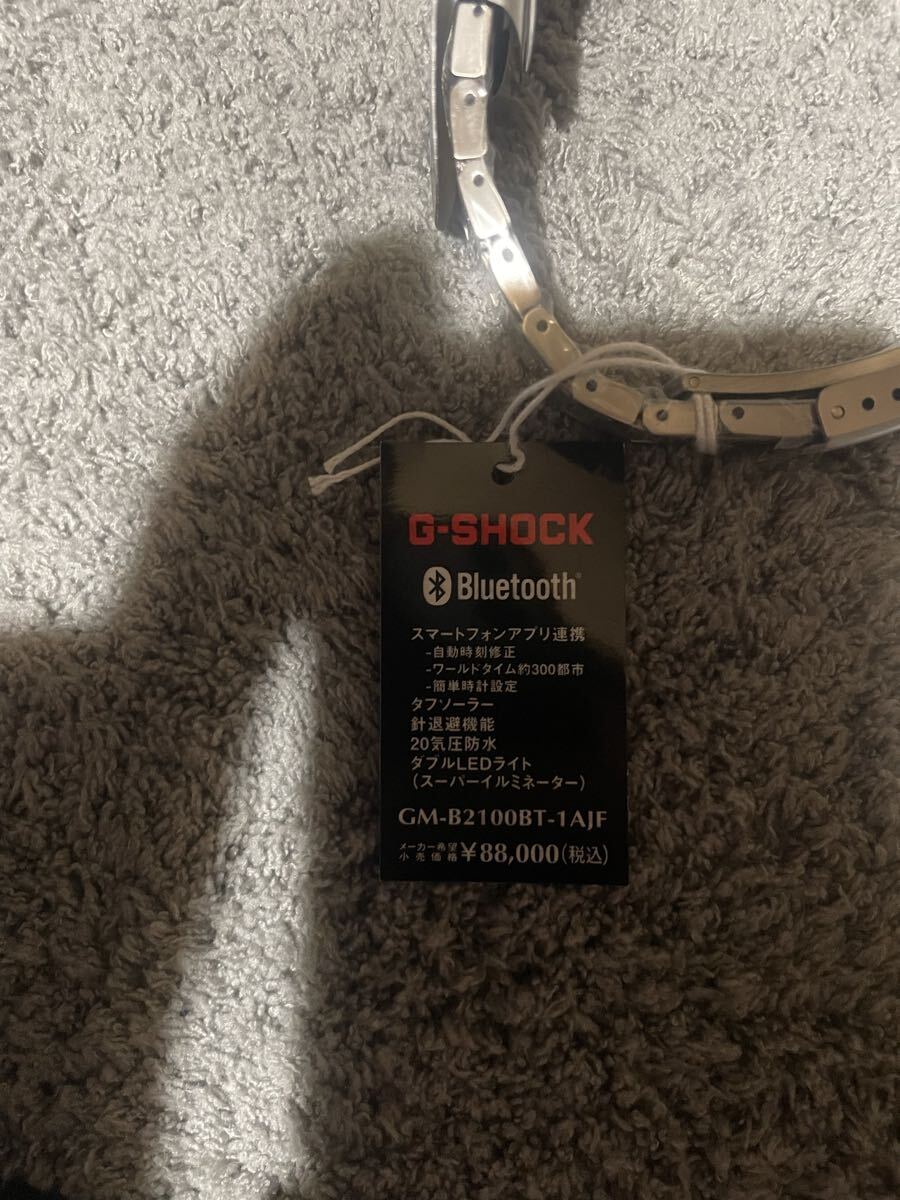 G-SHOCK
Bluetooth®
スマートフォンアプリ連携
-自動時刻修正
-ワールドタイム約300都市
-簡単時計設定
タフソーラー
針退避機能
20気圧防水
ダブルLEDライト
(スーパーイルミネーター)
GM-B2100BT-1AJF
メーカー希望小売価格 ¥88,000(税込)